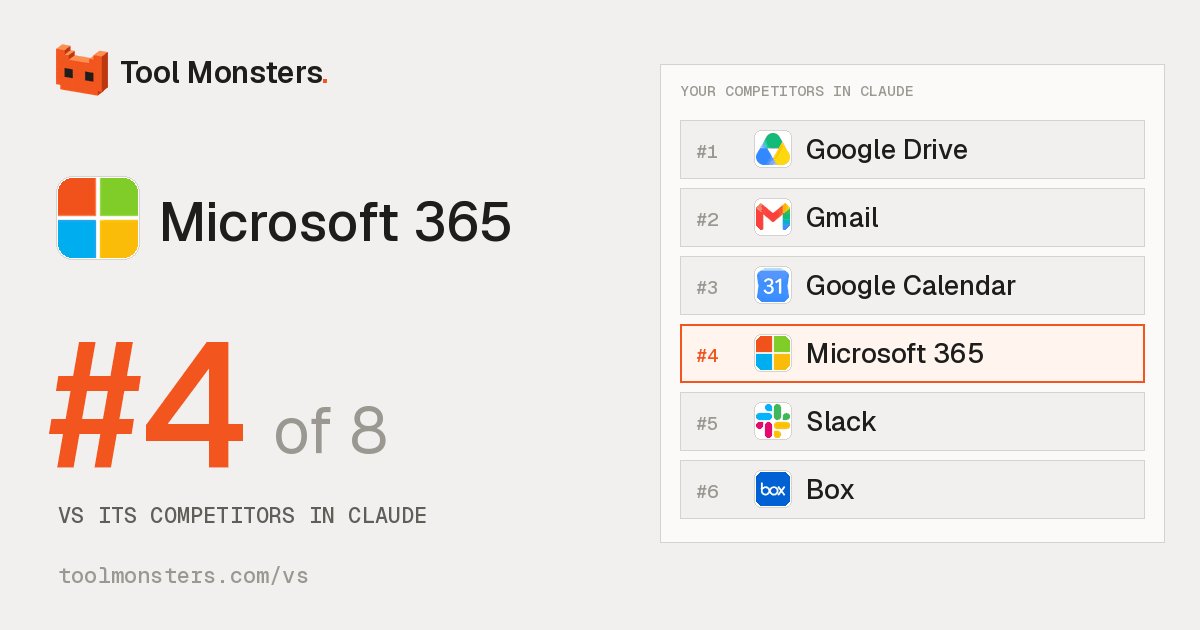 Tool Monsters.
Microsoft 365
#4 of 8
VS ITS COMPETITORS IN CLAUDE
toolmonsters.com/vs
YOUR COMPETITORS IN CLAUDE
#1 Google Drive
#2 Gmail
#3 31 Google Calendar
#4 Microsoft 365
#5 Slack
#6 box Box